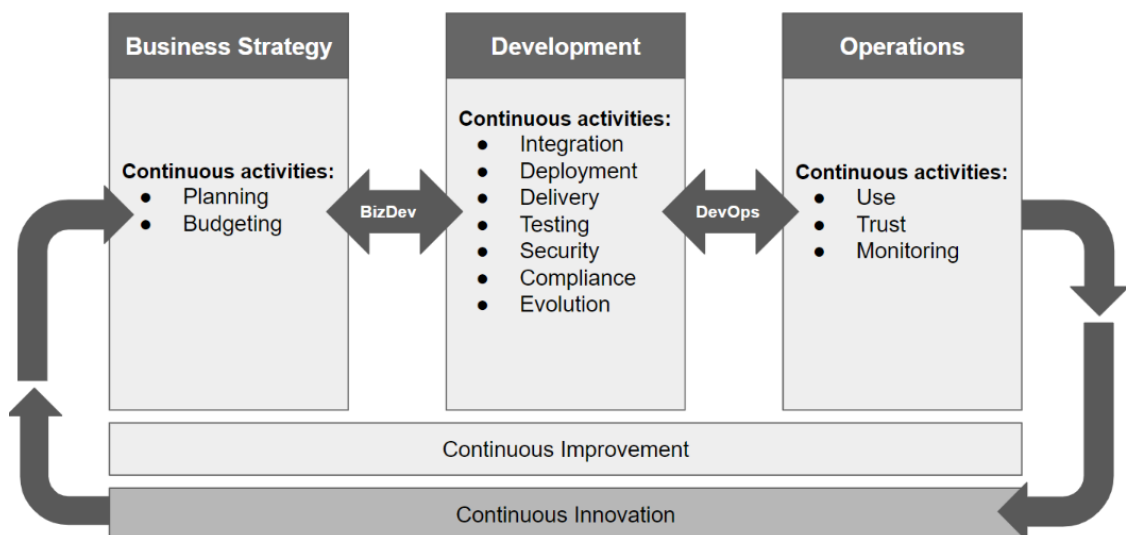 Business Strategy
Continuous activities:
● Planning
● Budgeting
BizDev
Development
Continuous activities:
● Integration
● Deployment
● Delivery
● Testing
● Security
● Compliance
● Evolution
DevOps
Operations
Continuous activities:
● Use
● Trust
● Monitoring
Continuous Improvement
Continuous Innovation